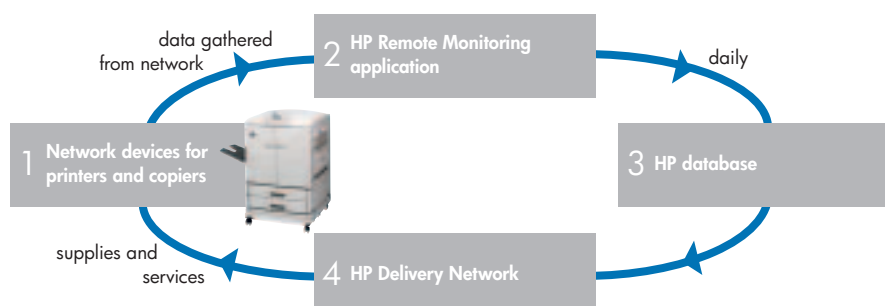 data gathered
from network
2 HP Remote Monitoring
application
daily
1 Network devices for
printers and copiers
3 HP database
supplies and
services
4 HP Delivery Network